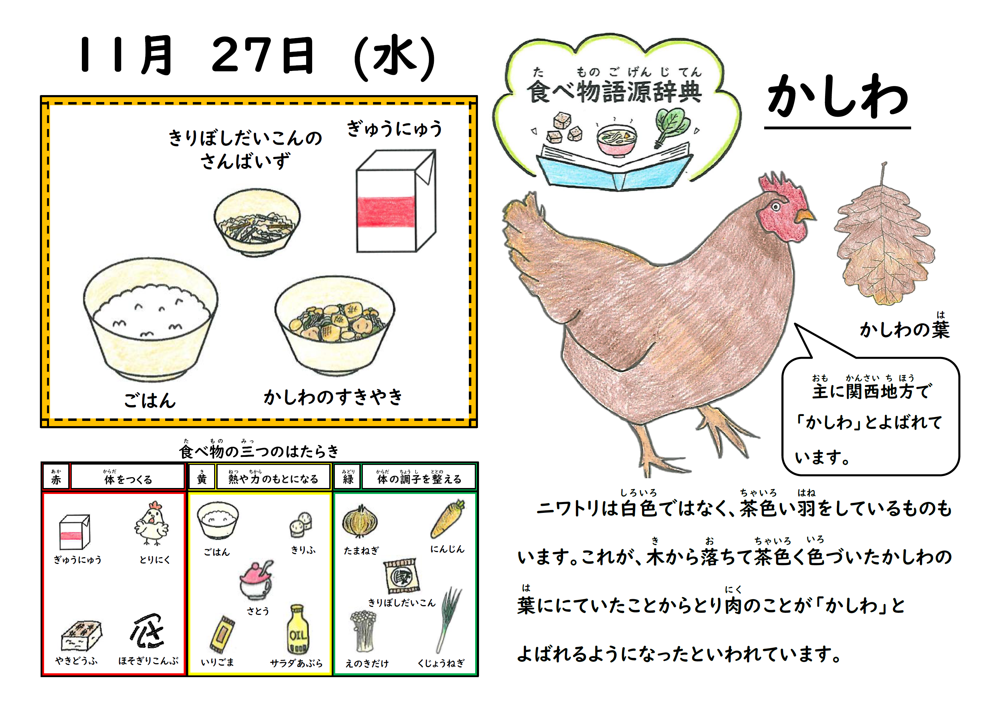 11月 27日 (水)
きりぼしだいこんの
さんばいず
ぎゅうにゅう
ごはん
かしわのすきやき
た もの みっ
食べ物の三つのはたらき
あか からだ
赤 体をつくる
き ねつ ちから
黄 熱や力のもとになる
みどり からだ ちょう し ととの
緑 体の調子を整える
ぎゅうにゅう
とりにく
やきどうふ
ほそぎりこんぶ
ごはん
きりふ
さとう
いりごま
OIL
サラダあぶら
たまねぎ
にんじん
きりぼしだいこん
えのきだけ
くじょうねぎ
た もの ご げん じ てん
食べ物語源辞典
かしわ
は
かしわの葉
おも かんさい ち ほう
主に関西地方で
「かしわ」とよばれて
います。
しろいろ ちゃいろ はね
ニワトリは白色ではなく、茶色い羽をしているものも
き お ちゃいろ いろ
います。これが、木から落ちて茶色く色づいたかしわの
は にく
葉ににていたことからとり肉のことが「かしわ」と
よばれるようになったといわれています。